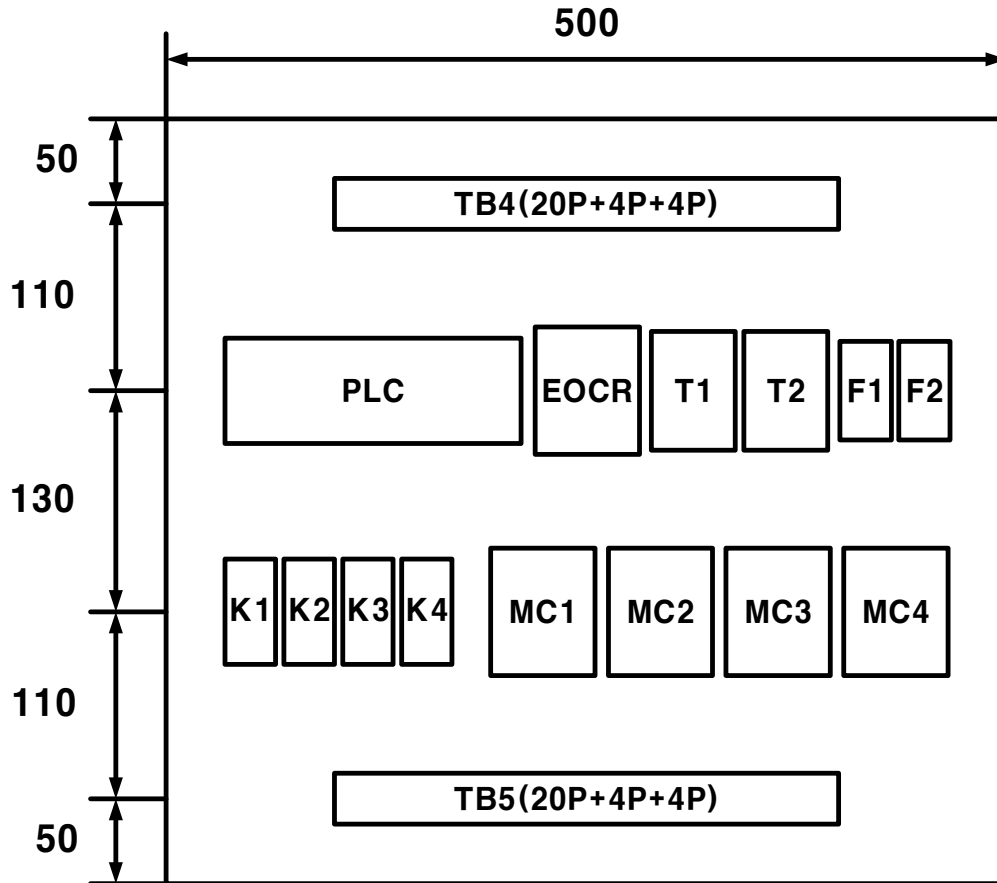 500
50
TB4(20P+4P+4P)
110
PLC
EOCR
T1
T2
F1
F2
130
K1
K2
K3
K4
MC1
MC2
MC3
MC4
110
TB5(20P+4P+4P)
50